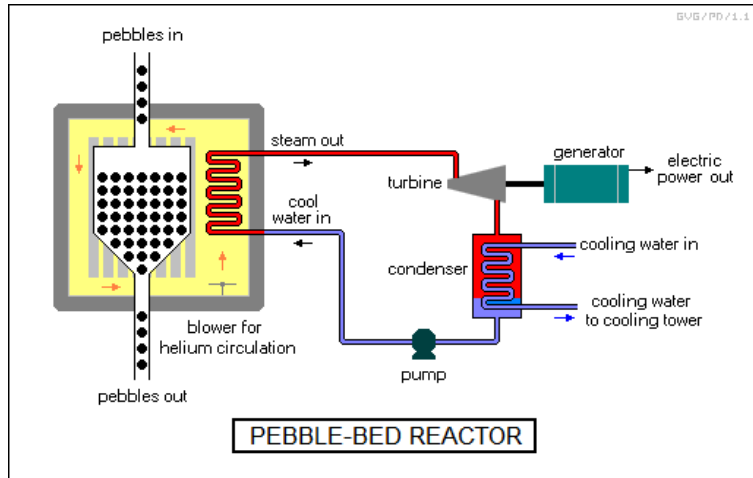 GVG/PD/1.1
pebbles in
steam out
generator
electric
power out
turbine
cool
water in
cooling water in
condenser
cooling water
to cooling tower
blower for
helium circulation
pump
pebbles out
PEBBLE-BED REACTOR